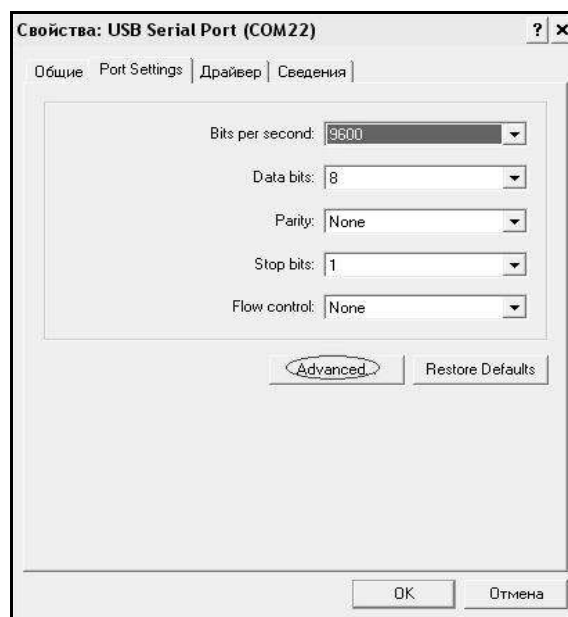 Свойства: USB Serial Port (COM22)
Общие Port Settings Драйвер Сведения
Bits per second: 9600
Data bits: 8
Parity: None
Stop bits: 1
Flow control: None
Advanced... Restore Defaults
OK Отмена